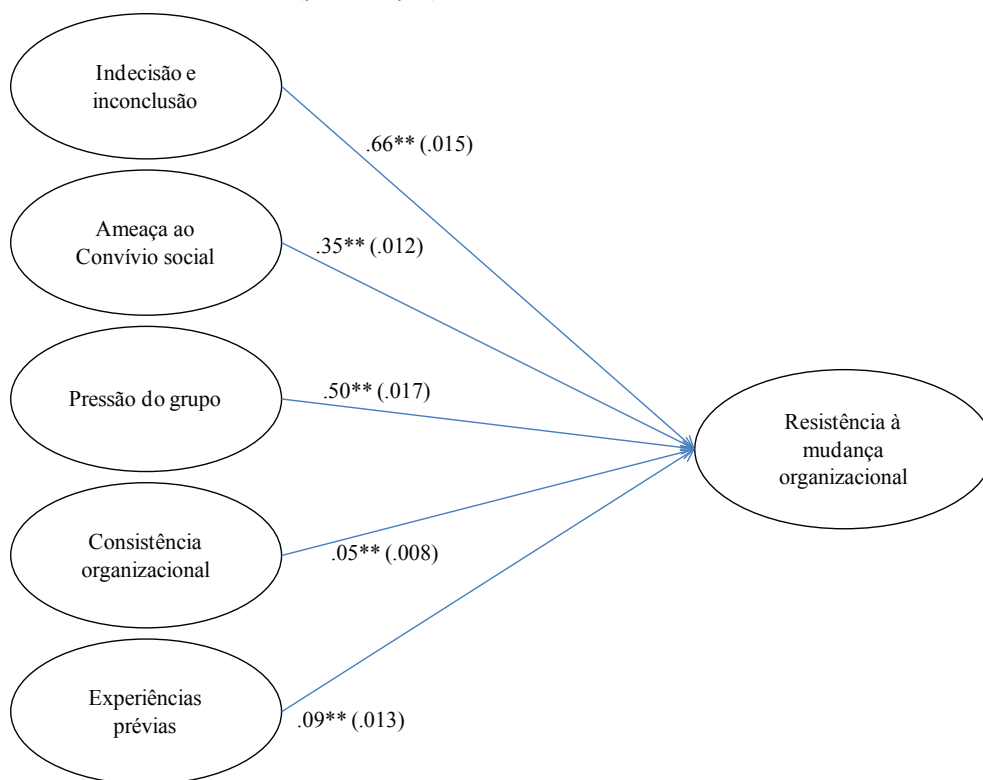 Indecisão e
inconclusão
.66** (.015)
Ameaça ao
Convívio social
.35** (.012)
Pressão do grupo
.50** (.017)
Resistência à
mudança
organizacional
Consistência
organizacional
.05** (.008)
Experiências
prévias
.09** (.013)